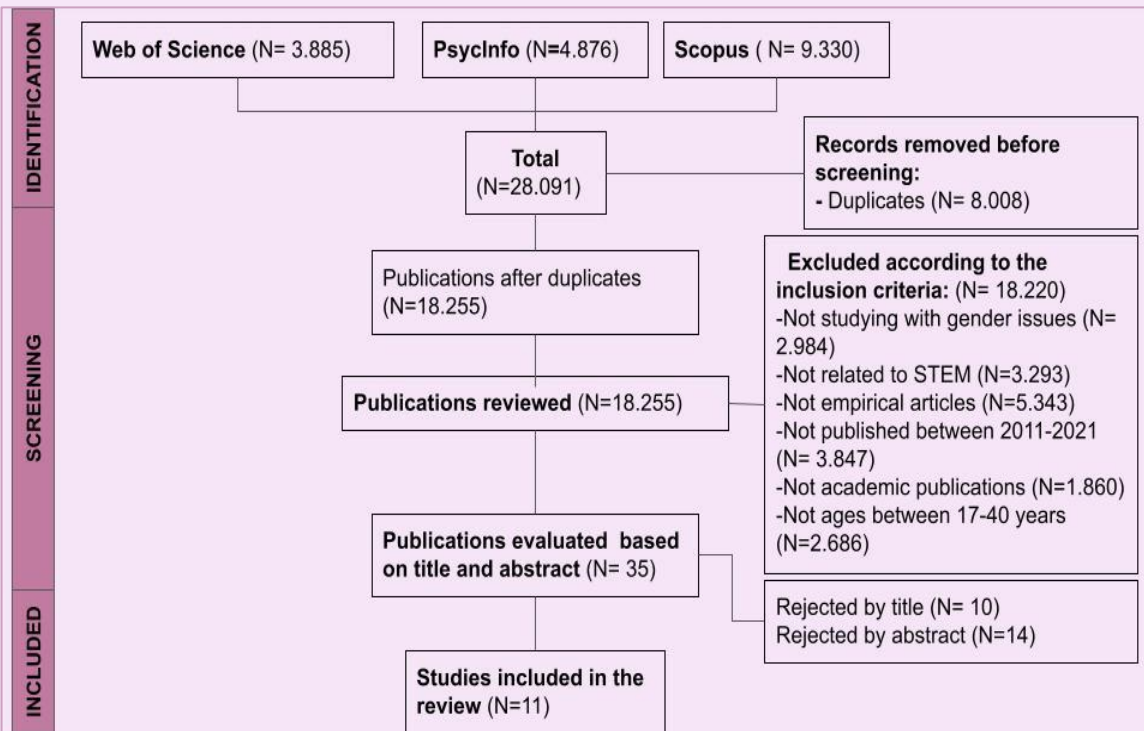 IDENTIFICATION
Web of Science (N= 3.885)
PsycInfo (N=4.876)
Scopus ( N= 9.330)
Total
(N=28.091)
Records removed before
screening:
- Duplicates (N= 8.008)
SCREENING
Publications after duplicates
(N=18.255)
Publications reviewed (N=18.255)
Excluded according to the
inclusion criteria: (N= 18.220)
-Not studying with gender issues (N=
2.984)
-Not related to STEM (N=3.293)
-Not empirical articles (N=5.343)
-Not published between 2011-2021
(N= 3.847)
-Not academic publications (N=1.860)
-Not ages between 17-40 years
(N=2.686)
Publications evaluated based
on title and abstract (N= 35)
Rejected by title (N= 10)
Rejected by abstract (N=14)
INCLUDED
Studies included in the
review (N=11)